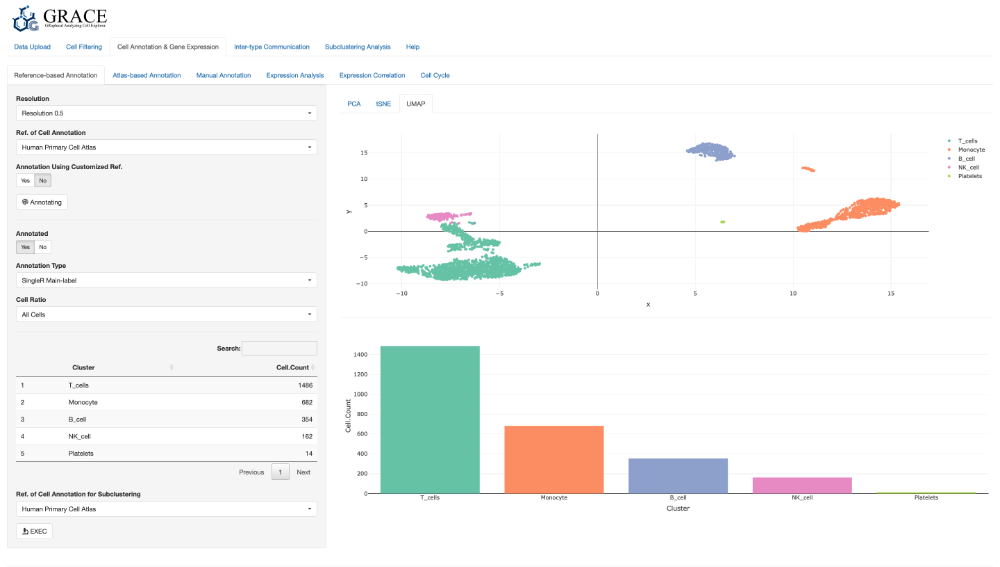 GRACE
GRaphical Analyzing Cell Explorer
Data Upload Cell Filtering Cell Annotation & Gene Expression Inter-type Communication Subclustering Analysis Help
Reference-based Annotation Atlas-based Annotation Manual Annotation Expression Analysis Expression Correlation Cell Cycle
Resolution
Resolution 0.5
Ref. of Cell Annotation
Human Primary Cell Atlas
Annotation Using Customized Ref.
Yes No
Annotating
Annotated
Yes No
Annotation Type
SingleR Main-label
Cell Ratio
All Cells
Search:
Cluster Cell.Count
1 T_cells 1486
2 Monocyte 682
3 B_cell 354
4 NK_cell 162
5 Platelets 14
Previous 1 Next
Ref. of Cell Annotation for Subclustering
Human Primary Cell Atlas
EXEC
PCA tSNE UMAP
T_cells
Monocyte
B_cell
NK_cell
Platelets
15
10
5
0
−5
−10
y
−10 −5 0 5 10 15
x
1400
1200
1000
800
600
400
200
0
Cell.Count
T_cells Monocyte B_cell NK_cell Platelets
Cluster